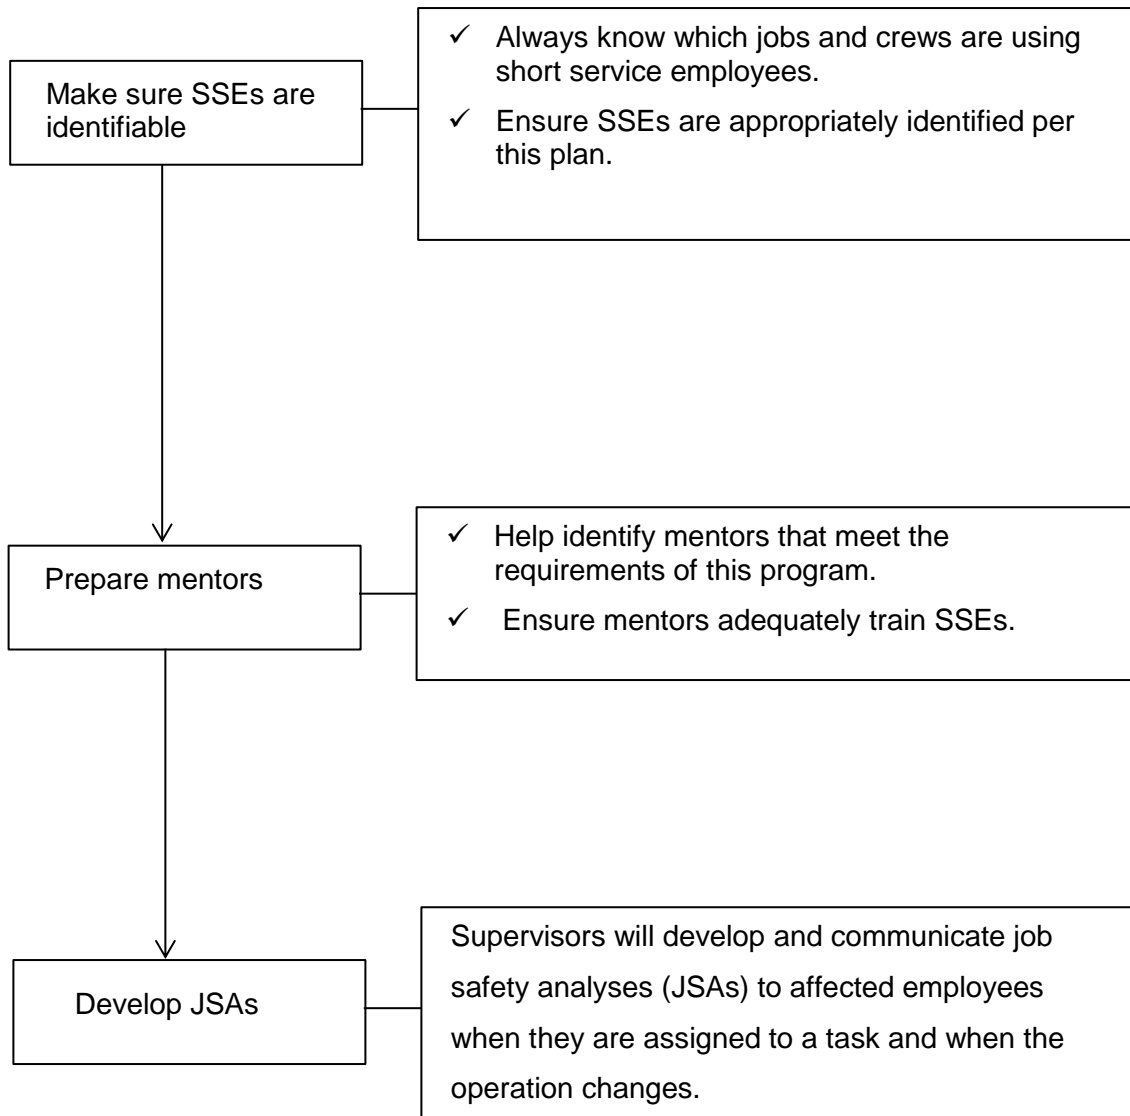 Make sure SSEs are
identifiable
✓ Always know which jobs and crews are using
short service employees.
✓ Ensure SSEs are appropriately identified per
this plan.
Prepare mentors
✓ Help identify mentors that meet the
requirements of this program.
✓ Ensure mentors adequately train SSEs.
Develop JSAs
Supervisors will develop and communicate job
safety analyses (JSAs) to affected employees
when they are assigned to a task and when the
operation changes.